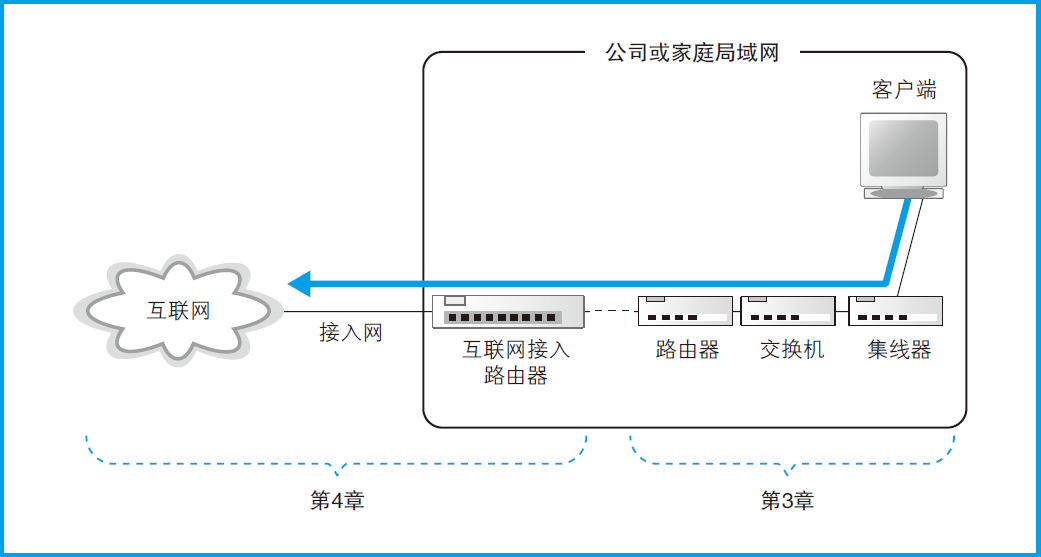 公司或家庭局域网
客户端
互联网
接入网
互联网接入
路由器
路由器
交换机
集线器
第4章
第3章